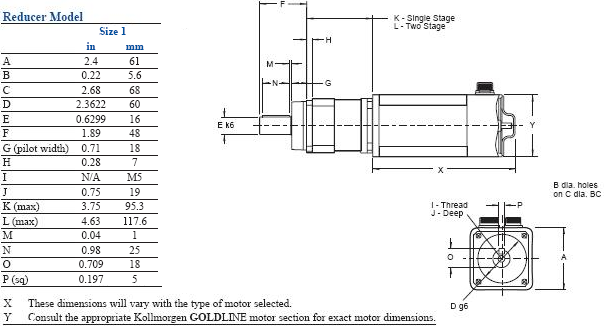 Reducer Model
Size 1
in mm
A 2.4 61
B 0.22 5.6
C 2.68 68
D 2.3622 60
E 0.6299 16
F 1.89 48
G (pilot width) 0.71 18
H 0.28 7
I N/A M5
J 0.75 19
K (max) 3.75 95.3
L (max) 4.63 117.6
M 0.04 1
N 0.98 25
O 0.709 18
P (sq) 0.197 5
X These dimensions will vary with the type of motor selected.
Y Consult the appropriate Kollmorgen GOLDLINE motor section for exact motor dimensions.
F
K - Single Stage
L - Two Stage
H
M
N
G
E k6
Y
X
B dia. holes
on C dia. BC
I - Thread
J - Deep
P
O
A
D g6